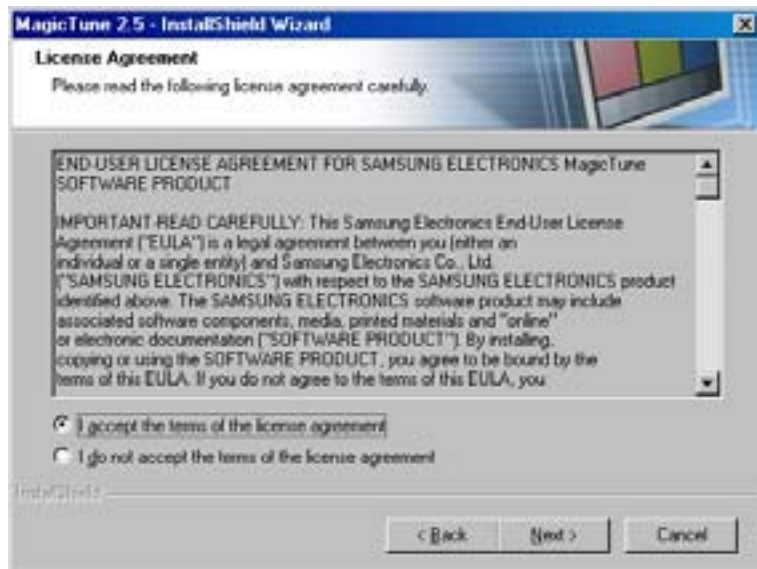 MagicTune 2.5 - InstallShield Wizard
License Agreement
Please read the following license agreement carefully.
END-USER LICENSE AGREEMENT FOR SAMSUNG ELECTRONICS MagicTune
SOFTWARE PRODUCT
IMPORTANT-READ CAREFULLY: This Samsung Electronics End-User License
Agreement ("EULA") is a legal agreement between you (either an
individual or a single entity) and Samsung Electronics Co., Ltd.
("SAMSUNG ELECTRONICS") with respect to the SAMSUNG ELECTRONICS product
identified above. The SAMSUNG ELECTRONICS software product may include
associated software components, media, printed materials and "online"
or electronic documentation ("SOFTWARE PRODUCT"). By installing,
copying or using the SOFTWARE PRODUCT, you agree to be bound by the
terms of this EULA. If you do not agree to the terms of this EULA, you
I accept the terms of the license agreement
I do not accept the terms of the license agreement
InstallShield
< Back
Next >
Cancel